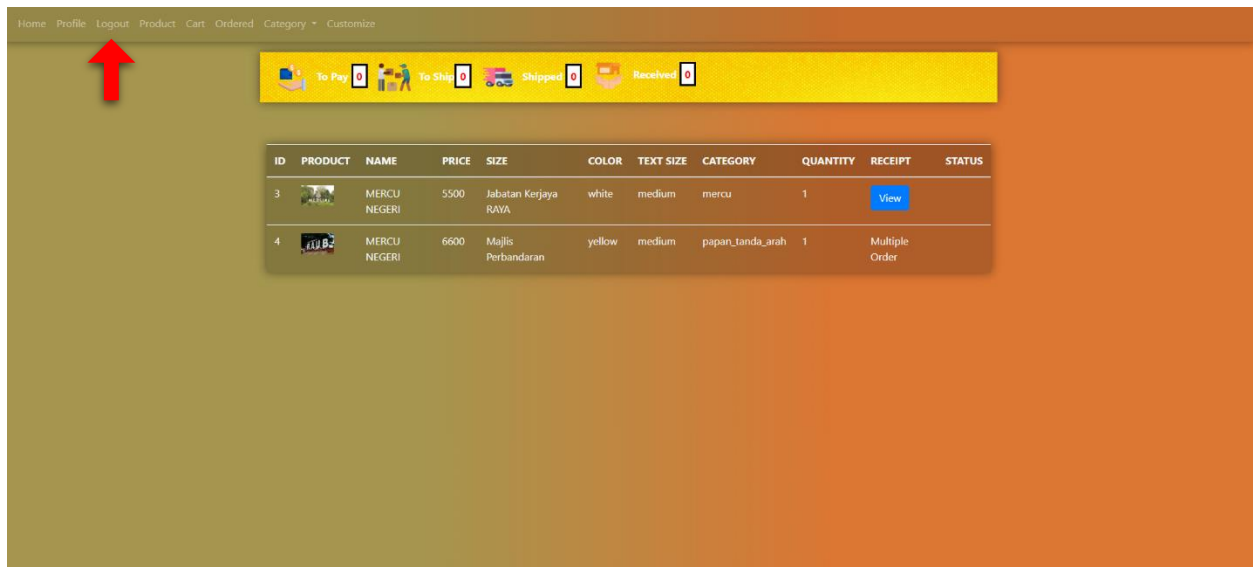 Home Profile Logout Product Cart Ordered Category Customize
To Pay 0 To Ship 0 Shipped 0 Received 0
ID PRODUCT NAME PRICE SIZE COLOR TEXT SIZE CATEGORY QUANTITY RECEIPT STATUS
3 MERCU 5500 Jabatan Kerjaya white medium mercu 1 View
NEGERI RAYA
4 MERCU 6600 Majlis yellow medium papan_tanda_arah 1 Multiple
NEGERI Perbandaran Order